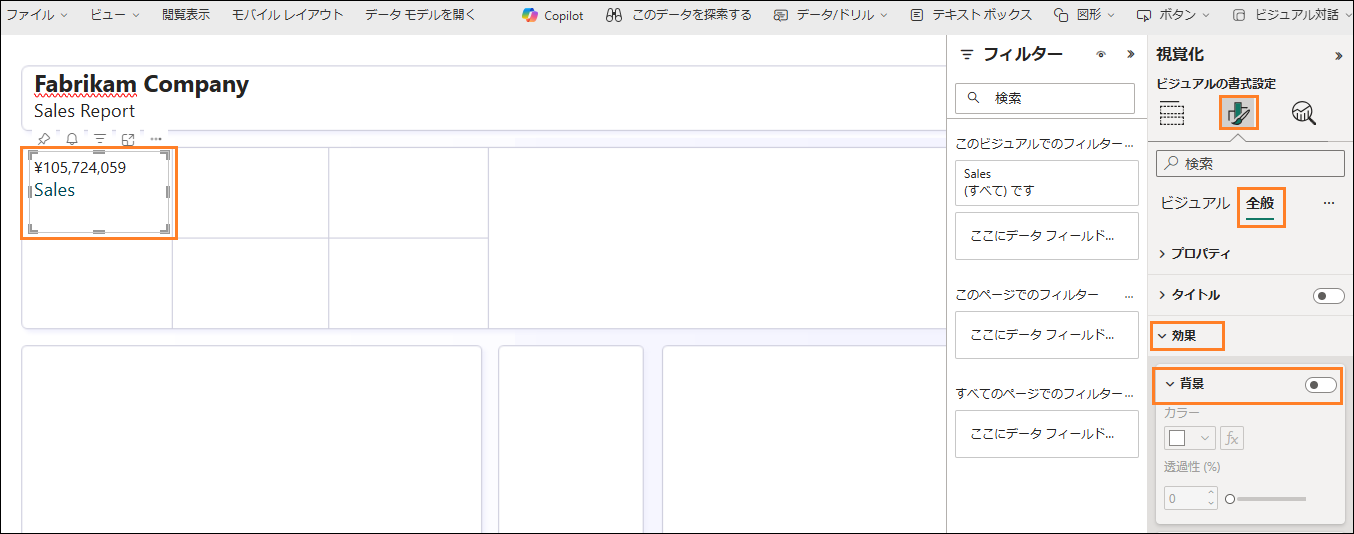 ファイル
ビュー
閲覧表示
モバイル レイアウト
データ モデルを開く
Copilot
このデータを探索する
データ/ドリル
テキスト ボックス
図形
ボタン
ビジュアル対話
Fabrikam Company
Sales Report
¥105,724,059
Sales
フィルター
検索
このビジュアルでのフィルター...
Sales
(すべて) です
ここにデータ フィールド...
このページでのフィルター ...
ここにデータ フィールド...
すべてのページでのフィルター...
ここにデータ フィールド...
視覚化
ビジュアルの書式設定
検索
ビジュアル 全般 ...
プロパティ
タイトル
効果
背景
カラー
fx
透過性 (%)
0